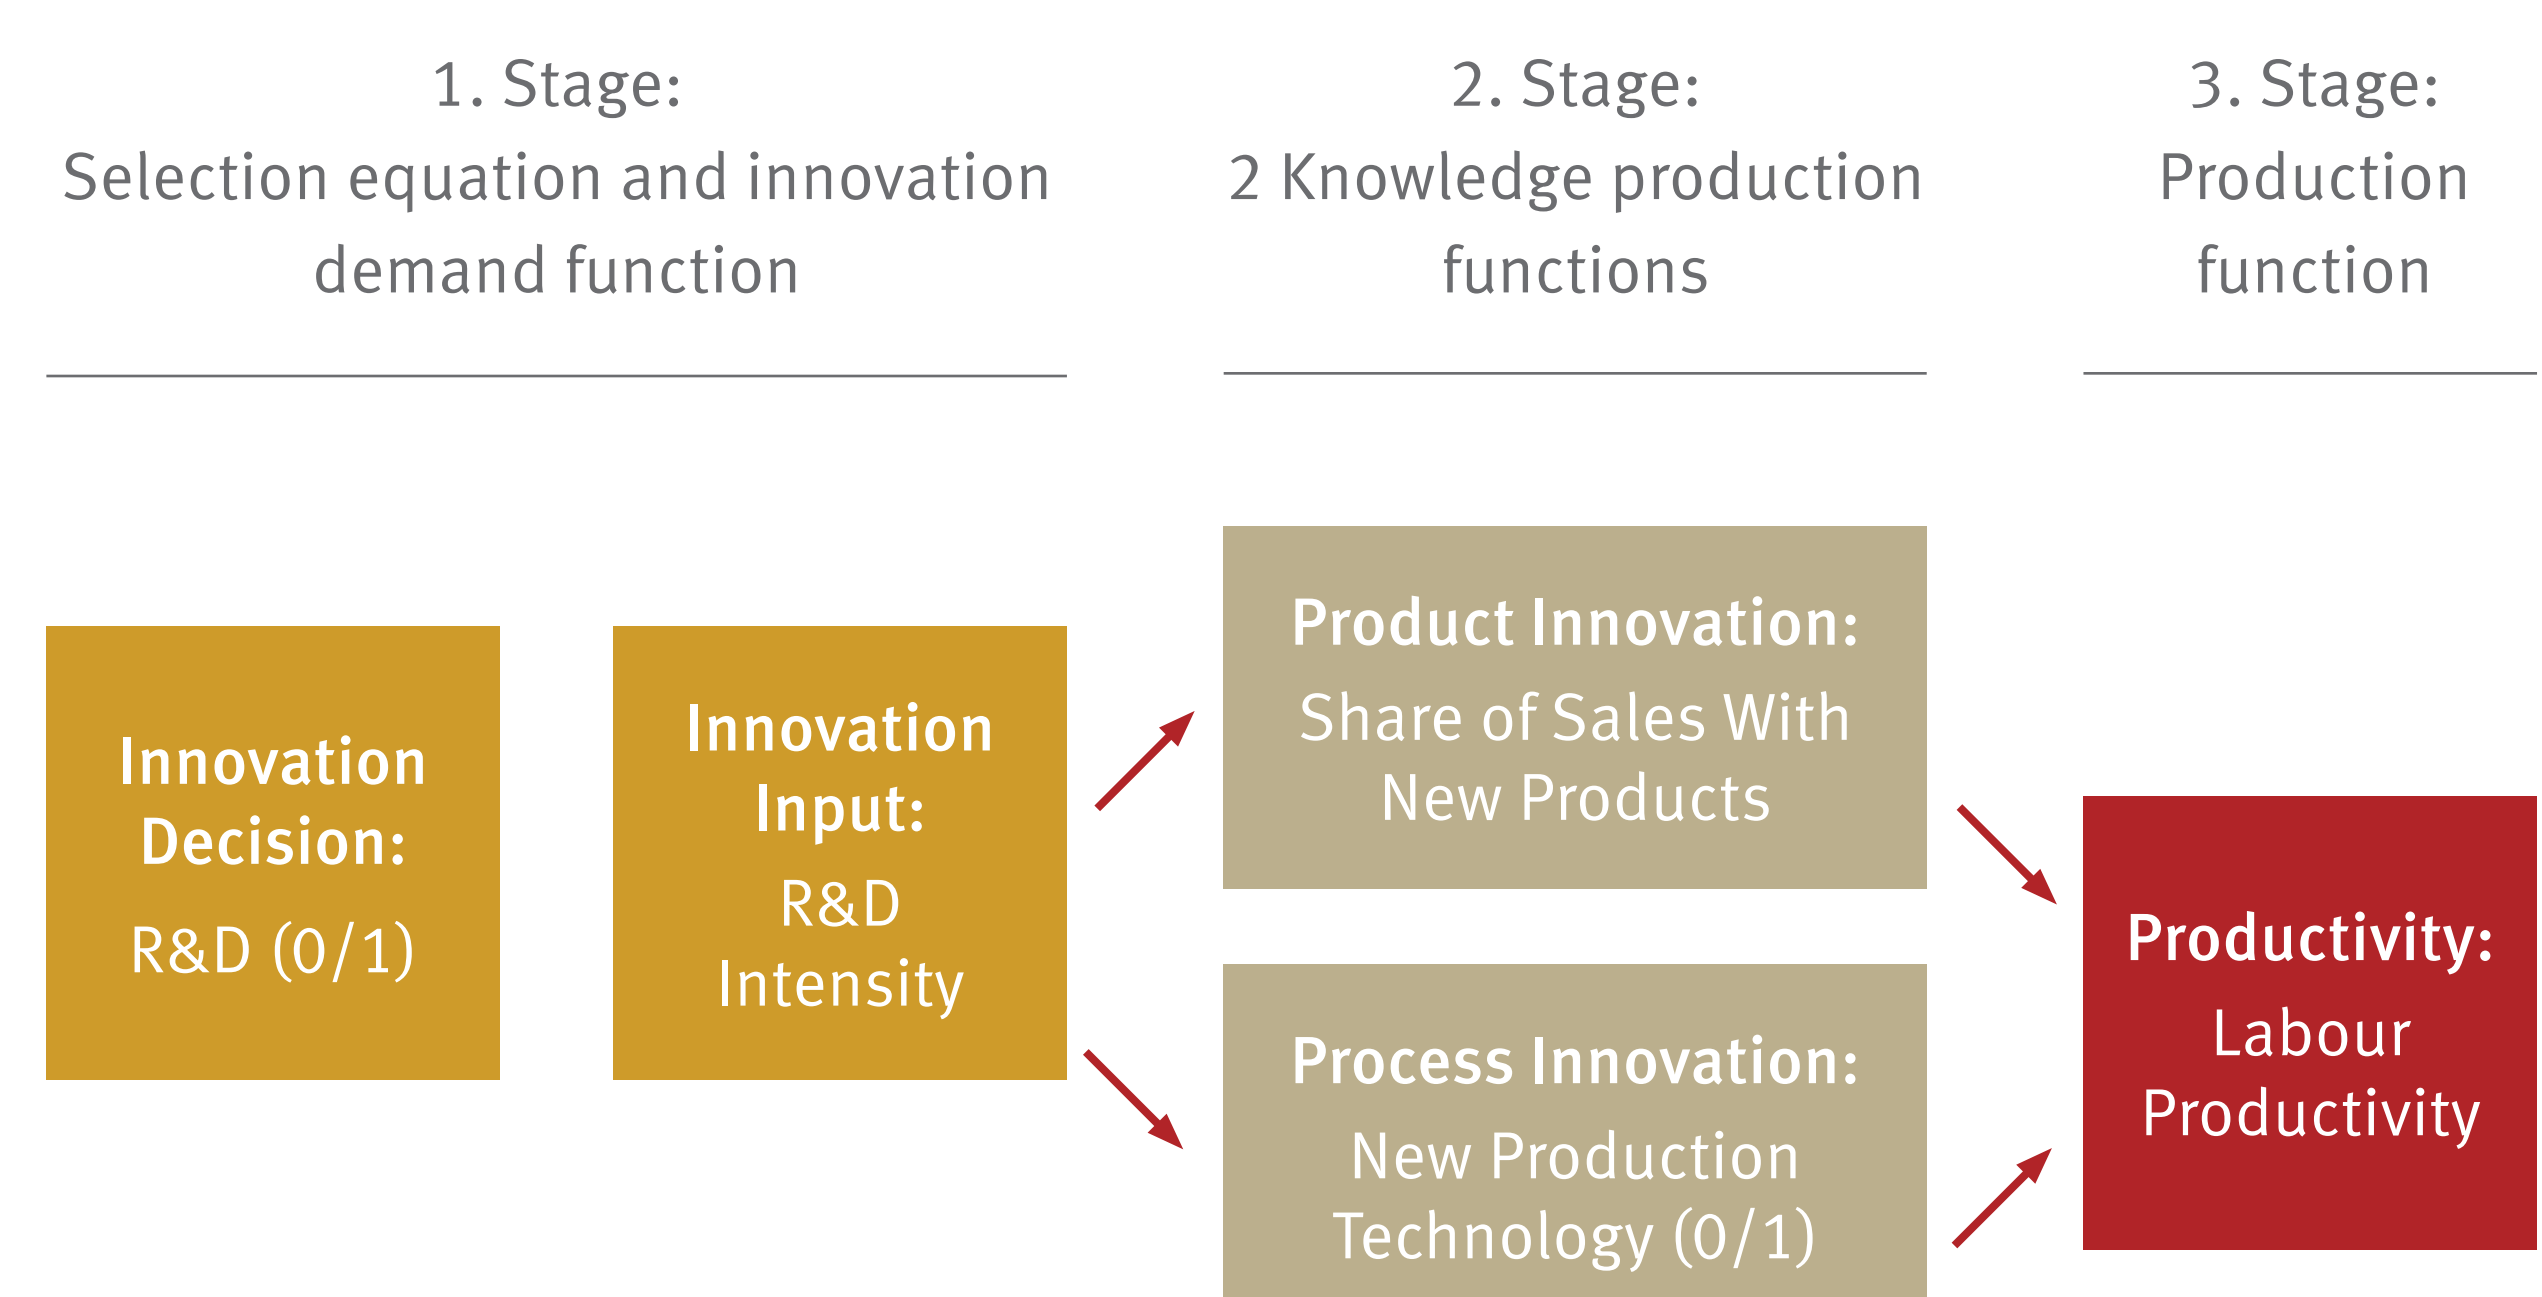 1. Stage:
Selection equation and innovation
demand function
2. Stage:
2 Knowledge production
functions
3. Stage:
Production
function
Innovation
Decision:
R&D (0/1)
Innovation
Input:
R&D
Intensity
Product Innovation:
Share of Sales With
New Products
Process Innovation:
New Production
Technology (0/1)
Productivity:
Labour
Productivity